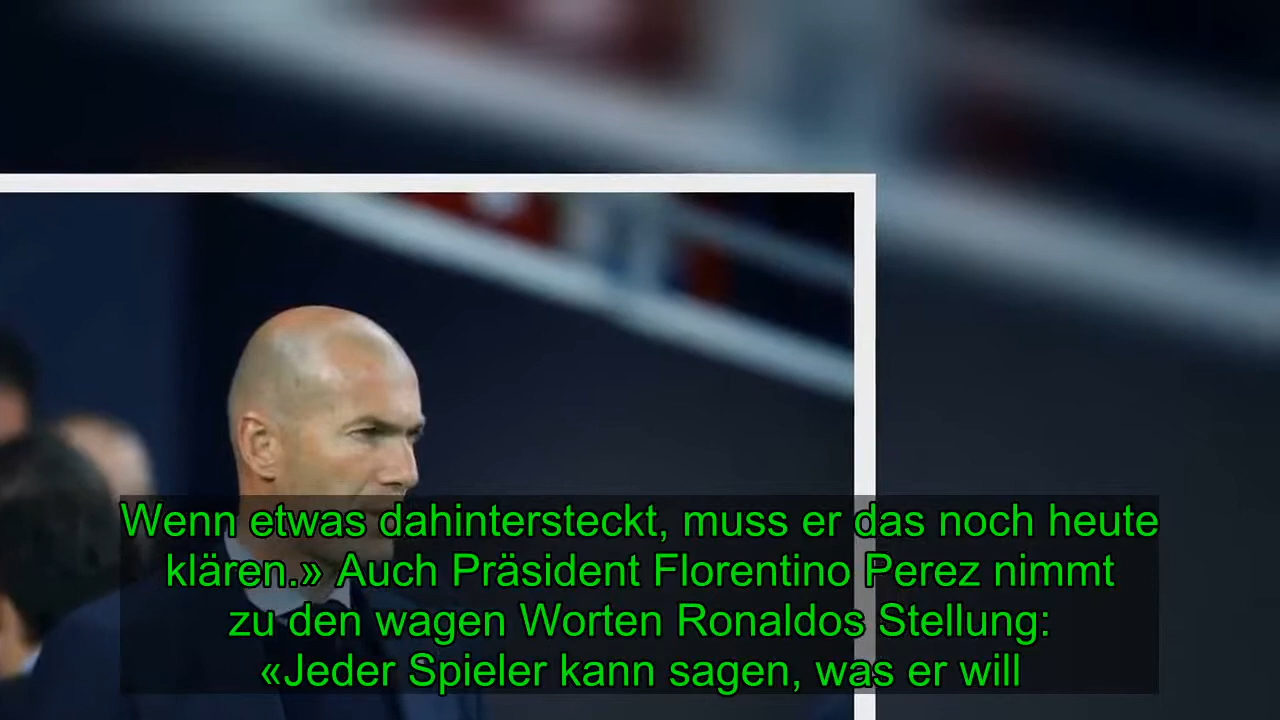 Wenn etwas dahintersteckt, muss er das noch heute
klären.» Auch Präsident Florentino Perez nimmt
zu den wagen Worten Ronaldos Stellung:
«Jeder Spieler kann sagen, was er will